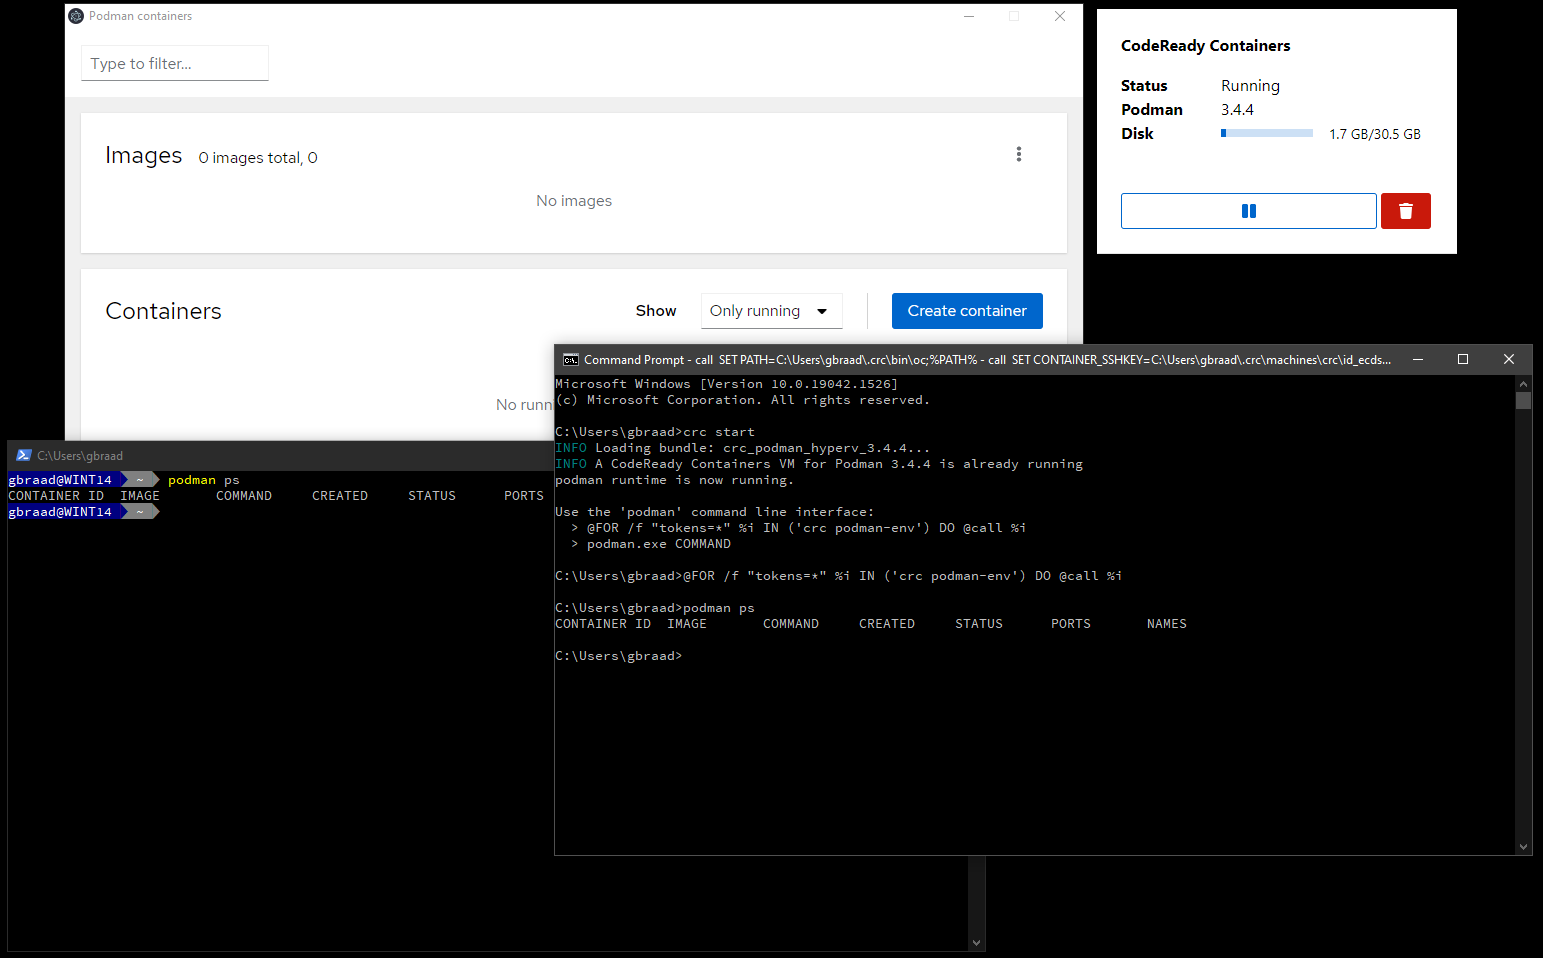 Podman containers
Type to filter...
Images 0 images total, 0
No images
Containers Show Only running Create container
No runn
CodeReady Containers
Status Running
Podman 3.4.4
Disk 1.7 GB/30.5 GB
C:\Users\gbraad
gbraad@WINT14 ~ podman ps
CONTAINER ID IMAGE COMMAND CREATED STATUS PORTS
gbraad@WINT14 ~
Command Prompt - call SET PATH=C:\Users\gbraad\.crc\bin\oc;%PATH% - call SET CONTAINER_SSHKEY=C:\Users\gbraad\.crc\machines\crc\id_ecds...
Microsoft Windows [Version 10.0.19042.1526]
(c) Microsoft Corporation. All rights reserved.
C:\Users\gbraad>crc start
INFO Loading bundle: crc_podman_hyperv_3.4.4...
INFO A CodeReady Containers VM for Podman 3.4.4 is already running
podman runtime is now running.
Use the 'podman' command line interface:
> @FOR /f "tokens=*" %i IN ('crc podman-env') DO @call %i
> podman.exe COMMAND
C:\Users\gbraad>@FOR /f "tokens=*" %i IN ('crc podman-env') DO @call %i
C:\Users\gbraad>podman ps
CONTAINER ID IMAGE COMMAND CREATED STATUS PORTS NAMES
C:\Users\gbraad>